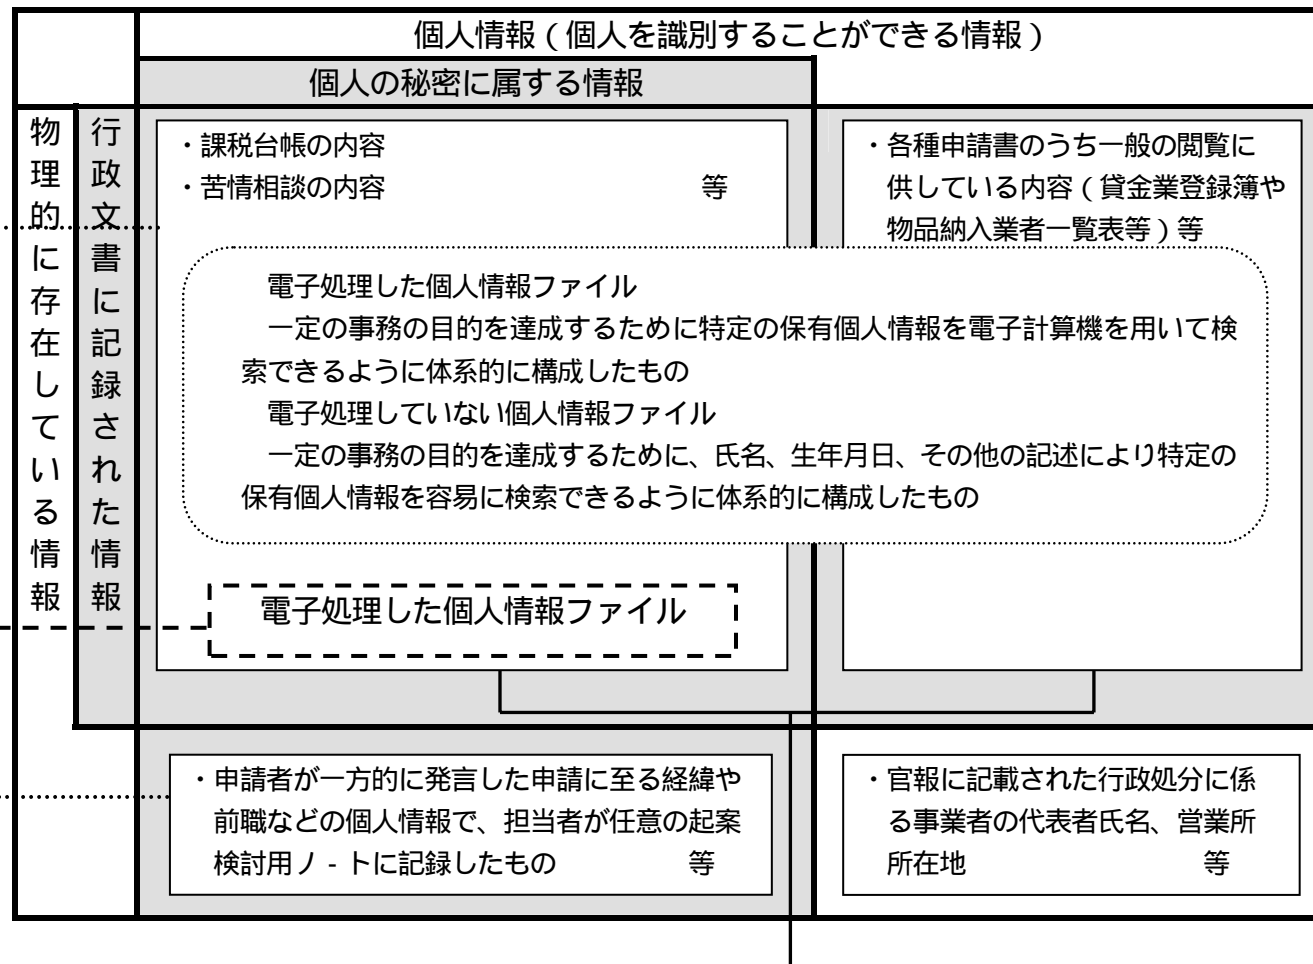 個人情報(個人を識別することができる情報)
個人の秘密に属する情報
物理的に存在している情報
行政文書に記録された情報
・課税台帳の内容
・苦情相談の内容 等
・各種申請書のうち一般の閲覧に
供している内容(貸金業登録簿や
物品納入業者一覧表等)等
電子処理した個人情報ファイル
一定の事務の目的を達成するために特定の保有個人情報を電子計算機を用いて検
索できるように体系的に構成したもの
電子処理していない個人情報ファイル
一定の事務の目的を達成するために、氏名、生年月日、その他の記述により特定の
保有個人情報を容易に検索できるように体系的に構成したもの
電子処理した個人情報ファイル
・申請者が一方的に発言した申請に至る経緯や
前職などの個人情報で、担当者が任意の起案
検討用ノ-トに記録したもの 等
・官報に記載された行政処分に係
る事業者の代表者氏名、営業所
所在地 等